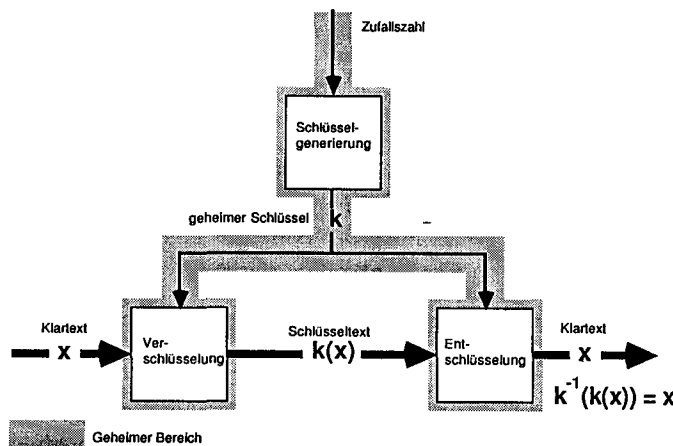 Zufallszahl
Schlüssel-
generierung
geheimer Schlüssel k
Klartext
x
Ver-
schlüsselung
Schlüsseltext
k(x)
Ent-
schlüsselung
Klartext
x
k⁻¹(k(x)) = x
Geheimer Bereich